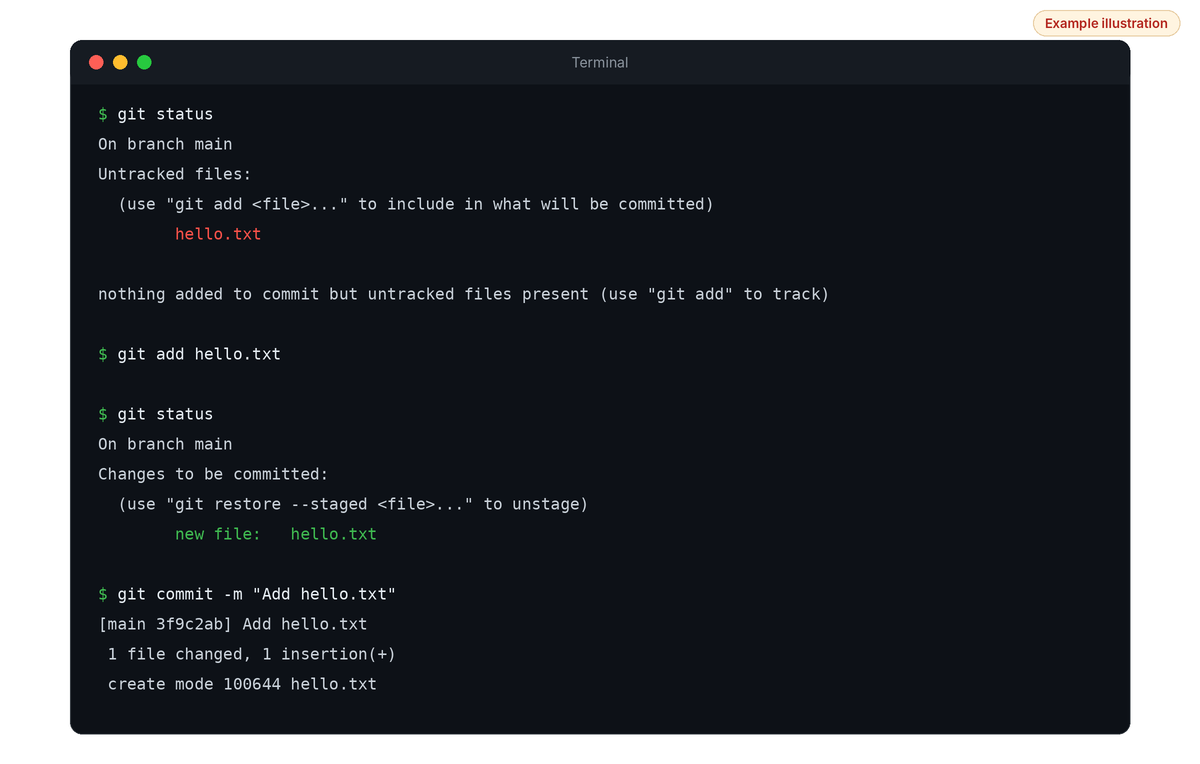 Example illustration
Terminal
$ git status
On branch main
Untracked files:
  (use "git add <file>..." to include in what will be committed)
        hello.txt

nothing added to commit but untracked files present (use "git add" to track)

$ git add hello.txt

$ git status
On branch main
Changes to be committed:
  (use "git restore --staged <file>..." to unstage)
        new file:   hello.txt

$ git commit -m "Add hello.txt"
[main 3f9c2ab] Add hello.txt
 1 file changed, 1 insertion(+)
 create mode 100644 hello.txt